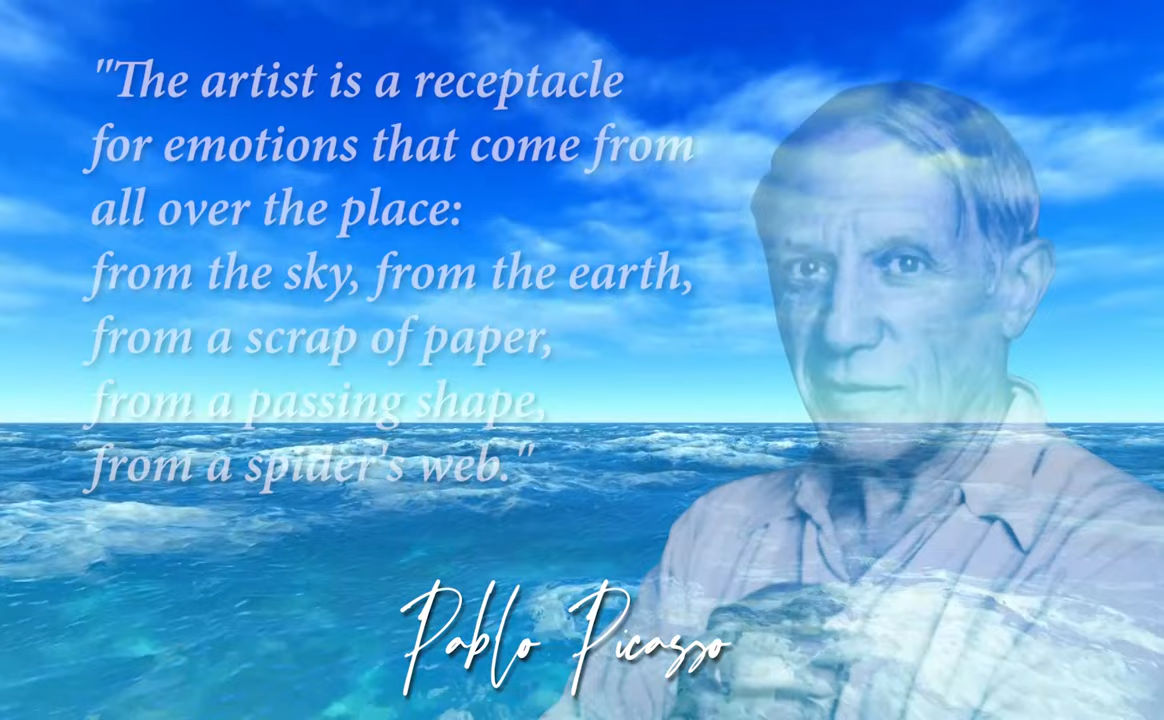 "The artist is a receptacle
for emotions that come from
all over the place:
from the sky, from the earth,
from a scrap of paper,
from a passing shape,
from a spider's web."
Pablo Picasso